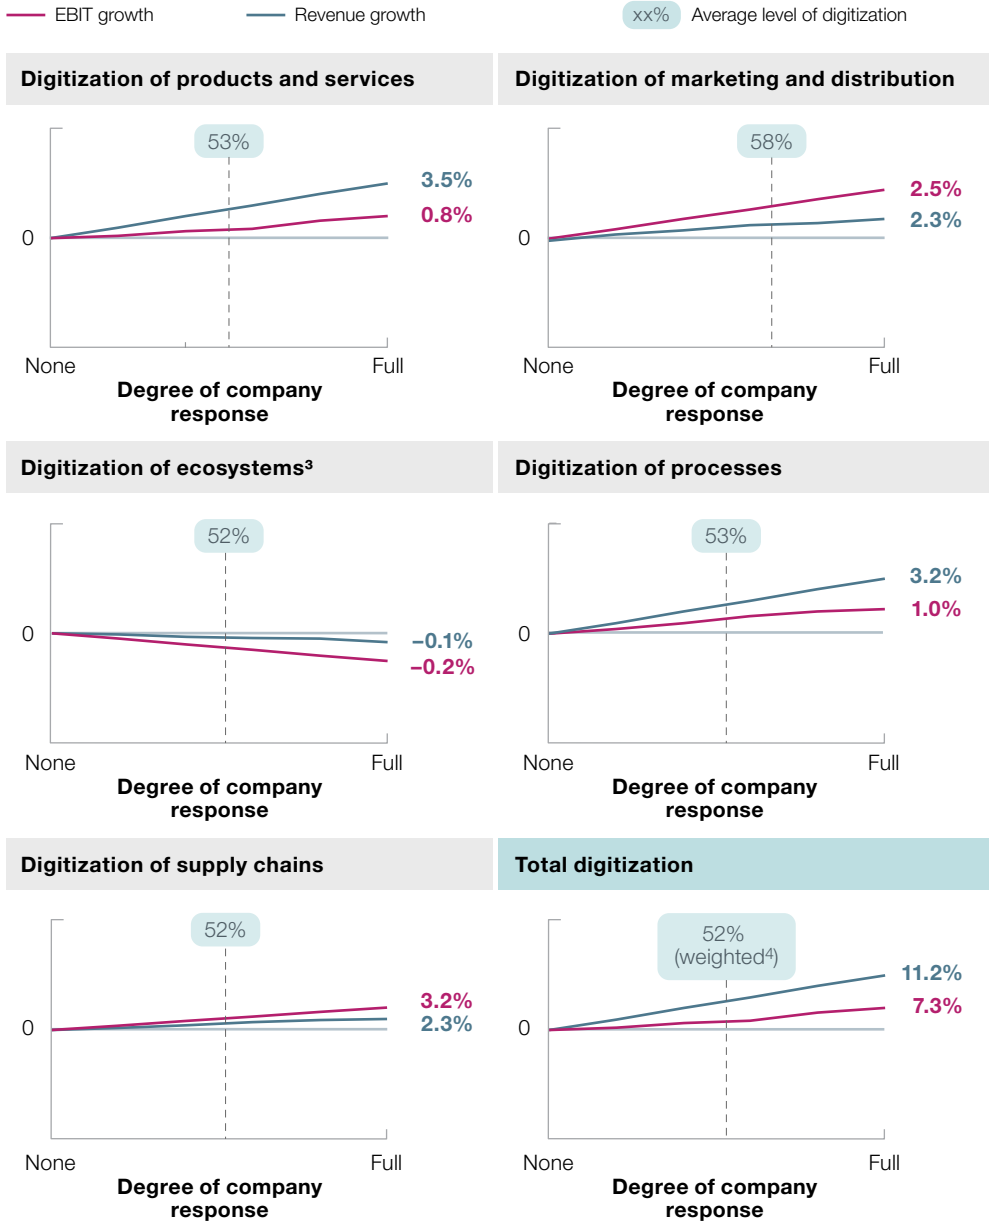 EBIT growth
Revenue growth
xx% Average level of digitization
Digitization of products and services
53%
3.5%
0.8%
0
None
Full
Degree of company
response
Digitization of marketing and distribution
58%
2.5%
2.3%
0
None
Full
Degree of company
response
Digitization of ecosystems³
52%
0
–0.1%
–0.2%
None
Full
Degree of company
response
Digitization of processes
53%
3.2%
1.0%
0
None
Full
Degree of company
response
Digitization of supply chains
52%
3.2%
2.3%
0
None
Full
Degree of company
response
Total digitization
52%
(weighted⁴)
11.2%
7.3%
0
None
Full
Degree of company
response